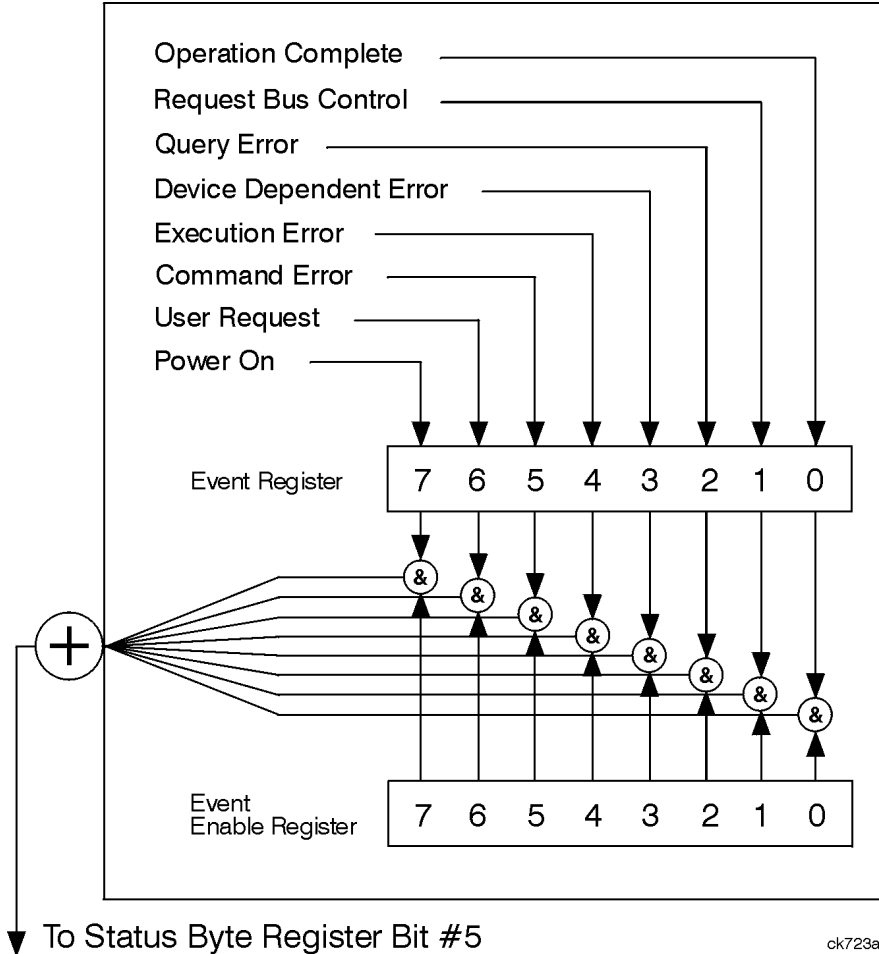 Operation Complete
Request Bus Control
Query Error
Device Dependent Error
Execution Error
Command Error
User Request
Power On
Event Register 7 6 5 4 3 2 1 0
& & & & & & & &
+
Event
Enable Register 7 6 5 4 3 2 1 0
To Status Byte Register Bit #5
ck723a